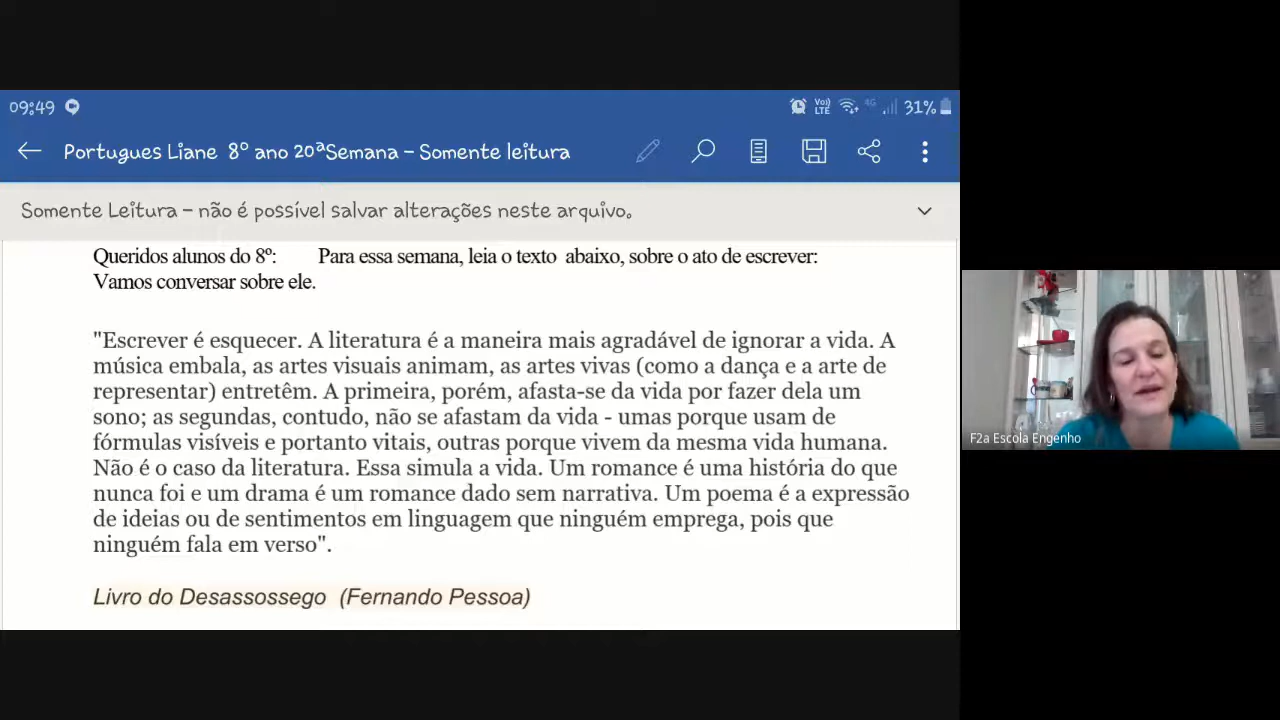 09:49
Voj) LTE 4G 31%
Portugues Liane 8º ano 20ªSemana – Somente leitura
Somente Leitura – não é possível salvar alterações neste arquivo.
Queridos alunos do 8º: Para essa semana, leia o texto abaixo, sobre o ato de escrever:
Vamos conversar sobre ele.
"Escrever é esquecer. A literatura é a maneira mais agradável de ignorar a vida. A
música embala, as artes visuais animam, as artes vivas (como a dança e a arte de
representar) entretêm. A primeira, porém, afasta-se da vida por fazer dela um
sono; as segundas, contudo, não se afastam da vida - umas porque usam de
fórmulas visíveis e portanto vitais, outras porque vivem da mesma vida humana.
Não é o caso da literatura. Essa simula a vida. Um romance é uma história do que
nunca foi e um drama é um romance dado sem narrativa. Um poema é a expressão
de ideias ou de sentimentos em linguagem que ninguém emprega, pois que
ninguém fala em verso".
Livro do Desassossego (Fernando Pessoa)
F2a Escola Engenho